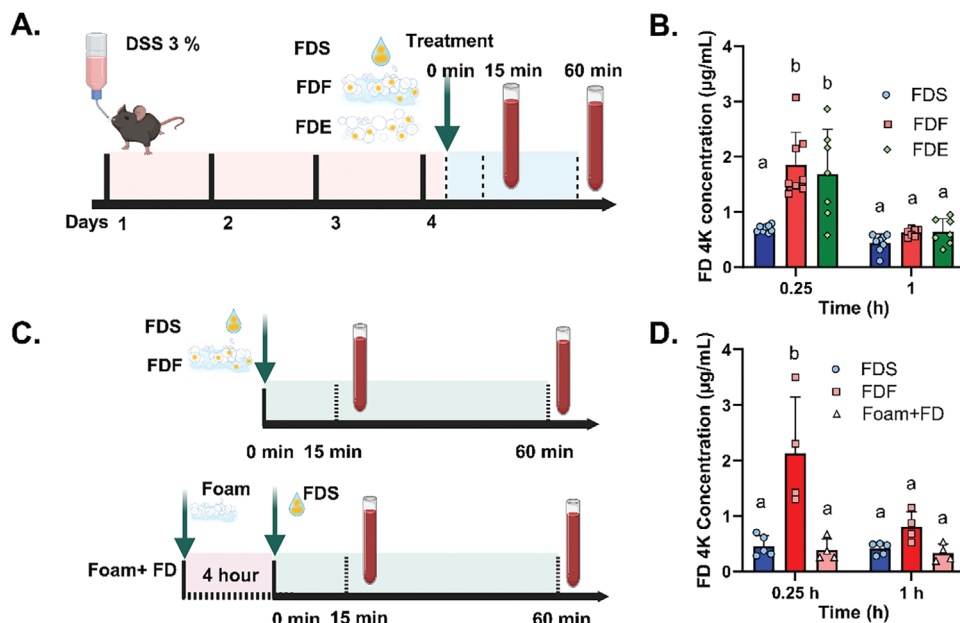 A.
DSS 3 %
FDS
FDF
FDE
Treatment
0 min 15 min 60 min
Days 1 2 3 4
B.
FD 4K concentration (µg/mL)
4
3
2
1
0
a
b
b
a
a
a
FDS
FDF
FDE
0.25 1
Time (h)
C.
FDS
FDF
0 min 15 min 60 min
Foam
FDS
Foam+ FD
4 hour
0 min 15 min 60 min
D.
FD 4K Concentration (µg/mL)
4
3
2
1
0
a
b
a
a
a
a
FDS
FDF
Foam+FD
0.25 h 1 h
Time (h)